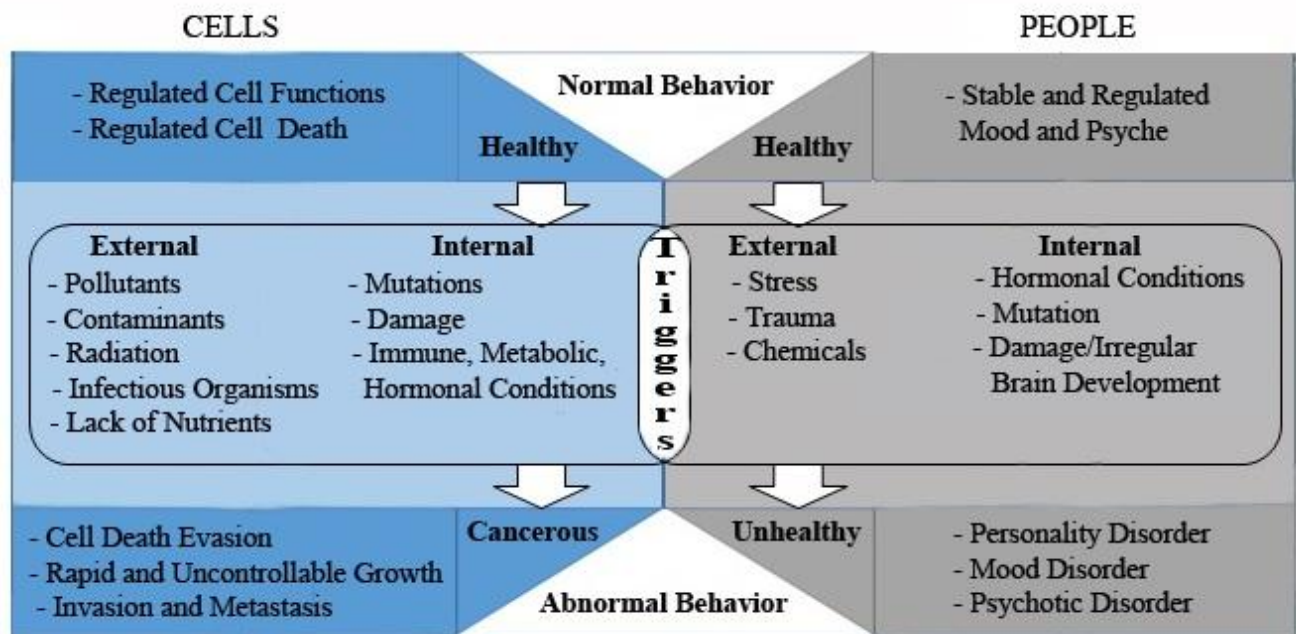 CELLS
PEOPLE
Normal Behavior
- Regulated Cell Functions
- Regulated Cell Death
Healthy
Healthy
- Stable and Regulated
Mood and Psyche
External
- Pollutants
- Contaminants
- Radiation
- Infectious Organisms
- Lack of Nutrients
Internal
- Mutations
- Damage
- Immune, Metabolic,
Hormonal Conditions
Triggers
External
- Stress
- Trauma
- Chemicals
Internal
- Hormonal Conditions
- Mutation
- Damage/Irregular
Brain Development
- Cell Death Evasion
- Rapid and Uncontrollable Growth
- Invasion and Metastasis
Cancerous
Unhealthy
Abnormal Behavior
- Personality Disorder
- Mood Disorder
- Psychotic Disorder